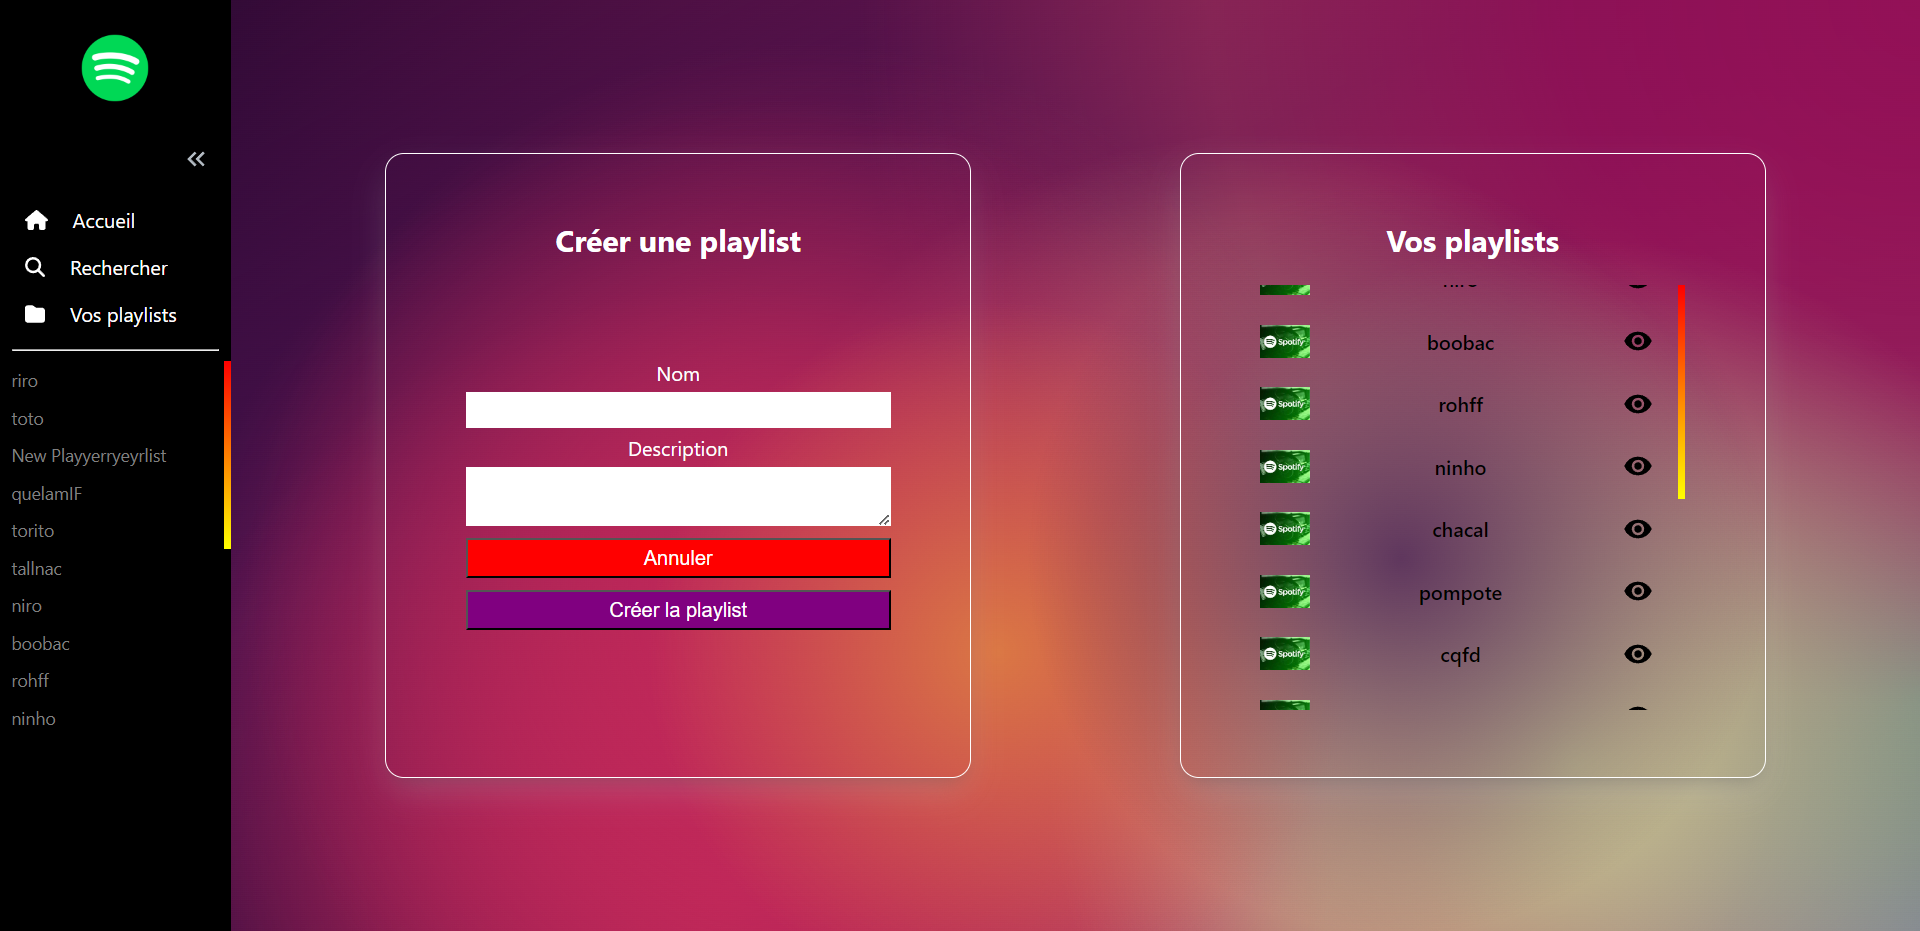 Accueil
Rechercher
Vos playlists
riro
toto
New Playyerryeyrlist
quelamIF
torito
tallnac
niro
boobac
rohff
ninho
Créer une playlist
Nom
Description
Annuler
Créer la playlist
Vos playlists
Spotify boobac
Spotify rohff
Spotify ninho
Spotify chacal
Spotify pompote
Spotify cqfd